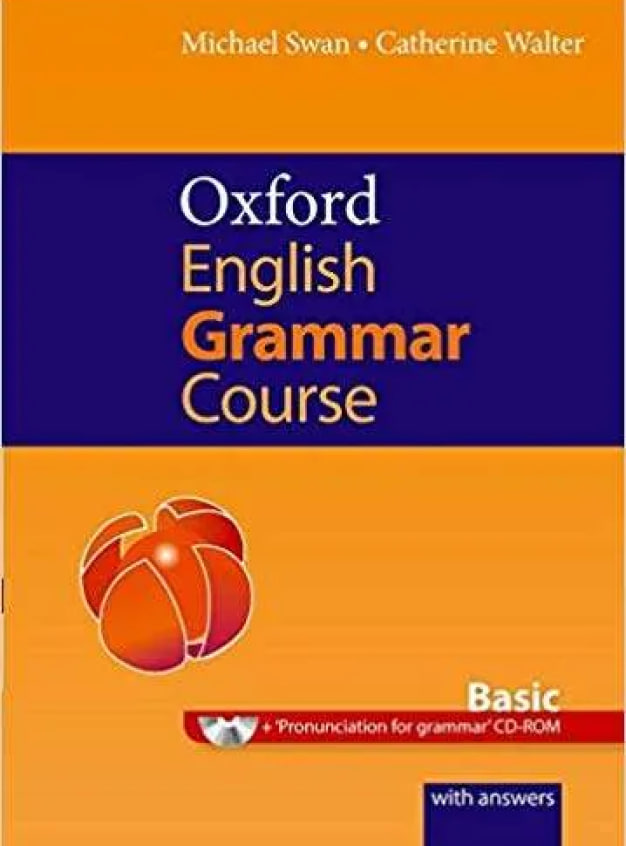 Michael Swan • Catherine Walter
Oxford
English
Grammar
Course
Basic
+ 'Pronunciation for grammar' CD-ROM
with answers